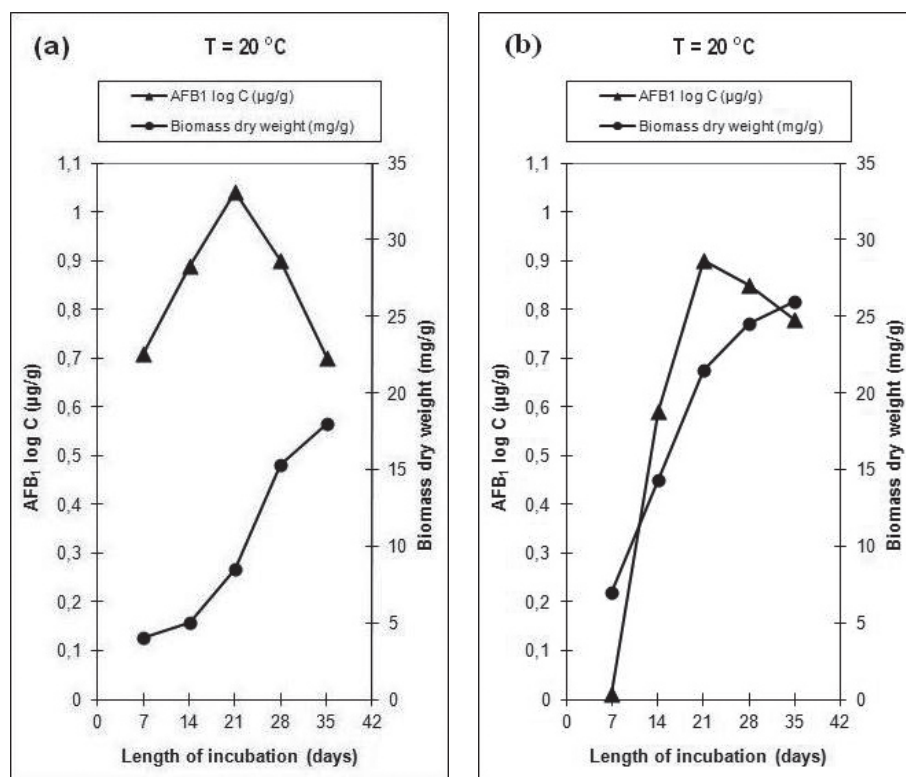 (a)
T = 20 °C
AFB1 log C (µg/g)
Biomass dry weight (mg/g)
1,1
1
0,9
0,8
0,7
0,6
0,5
0,4
0,3
0,2
0,1
0
AFB₁ log C (µg/g)
35
30
25
20
15
10
5
0
Biomass dry weight (mg/g)
0 7 14 21 28 35 42
Length of incubation (days)
(b)
T = 20 °C
AFB1 log C (µg/g)
Biomass dry weight (mg/g)
1,1
1
0,9
0,8
0,7
0,6
0,5
0,4
0,3
0,2
0,1
0
AFB₁ log C (µg/g)
35
30
25
20
15
10
5
0
Biomass dry weight (mg/g)
0 7 14 21 28 35 42
Length of incubation (days)